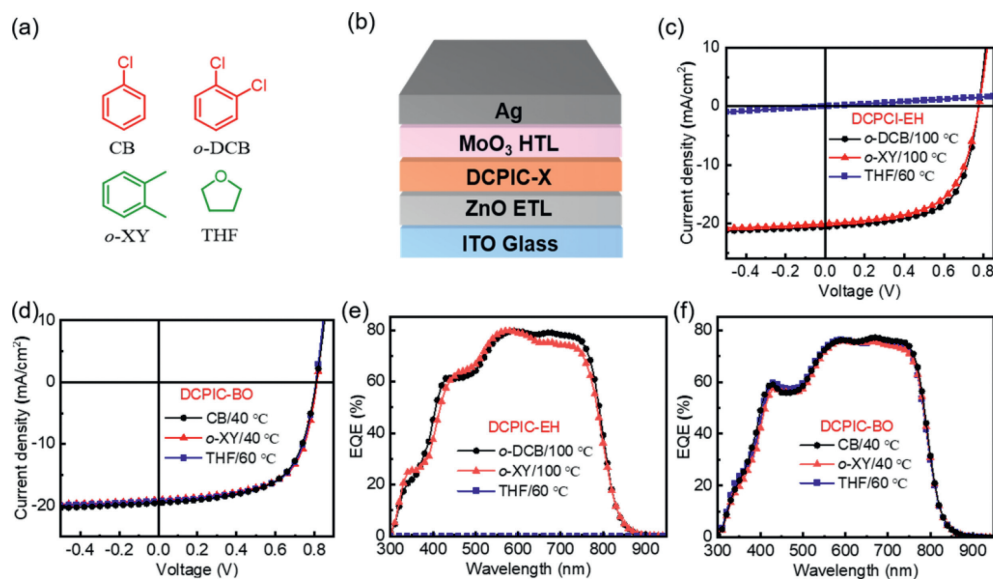 (a)
Cl
CB
Cl
Cl
o-DCB
o-XY
O
THF
(b)
Ag
MoO₃ HTL
DCPIC-X
ZnO ETL
ITO Glass
(c)
Current density (mA/cm²)
10
0
-10
-20
DCPCI-EH
o-DCB/100 °C
o-XY/100 °C
THF/60 °C
-0.4 -0.2 0.0 0.2 0.4 0.6 0.8
Voltage (V)
(d)
Current density (mA/cm²)
10
0
-10
-20
DCPIC-BO
CB/40 °C
o-XY/40 °C
THF/60 °C
-0.4 -0.2 0.0 0.2 0.4 0.6 0.8
Voltage (V)
(e)
EQE (%)
80
60
40
20
0
DCPIC-EH
o-DCB/100 °C
o-XY/100 °C
THF/60 °C
300 400 500 600 700 800 900
Wavelength (nm)
(f)
EQE (%)
80
60
40
20
0
DCPIC-BO
CB/40 °C
o-XY/40 °C
THF/60 °C
300 400 500 600 700 800 900
Wavelength (nm)